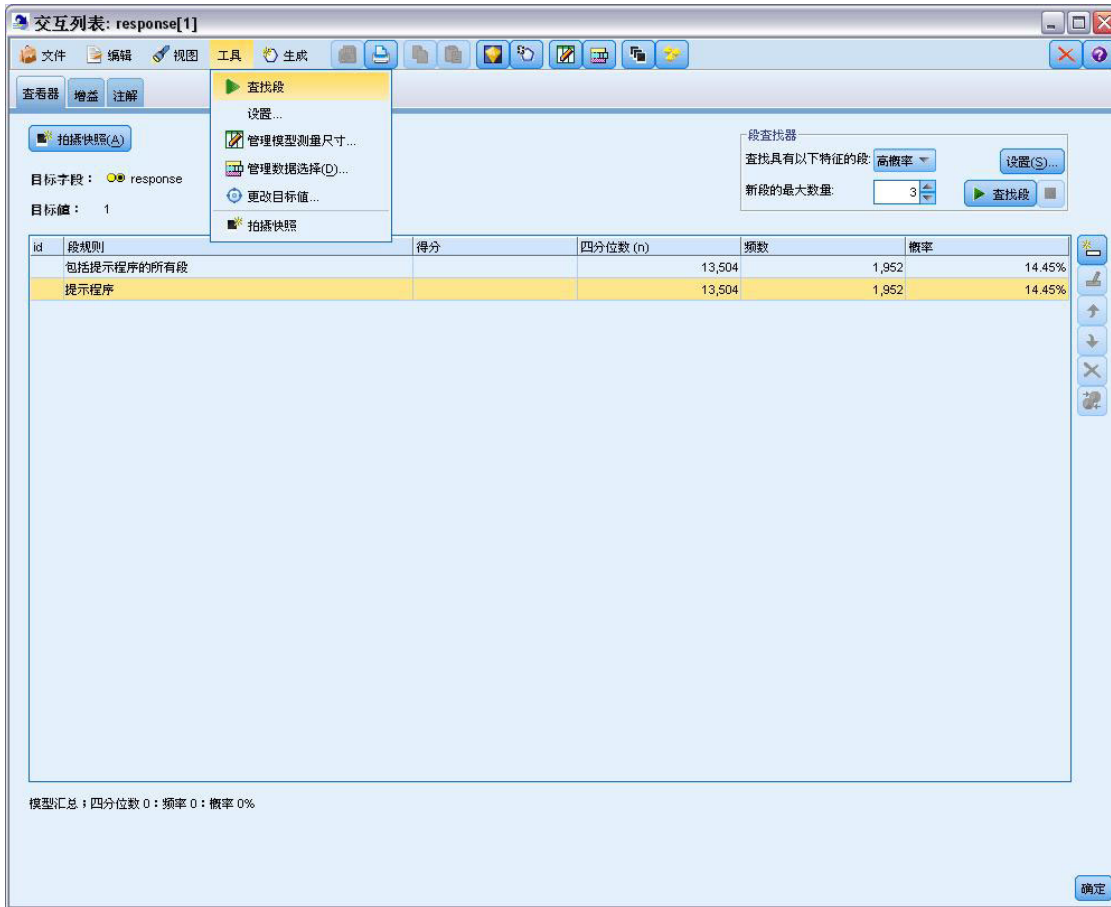 交互列表: response[1]
文件 编辑 视图 工具 生成
查看器 增益 注解
查找段
设置...
管理模型测量尺寸...
管理数据选择(D)...
更改目标值...
拍摄快照
拍摄快照(A)
目标字段： response
目标值： 1
段查找器
查找具有以下特征的段: 高概率 设置(S)...
新段的最大数量: 3 查找段
id 段规则 得分 四分位数 (n) 频数 概率
包括提示程序的所有段 13,504 1,952 14.45%
提示程序 13,504 1,952 14.45%
模型汇总；四分位数 0：频率 0：概率 0%
确定